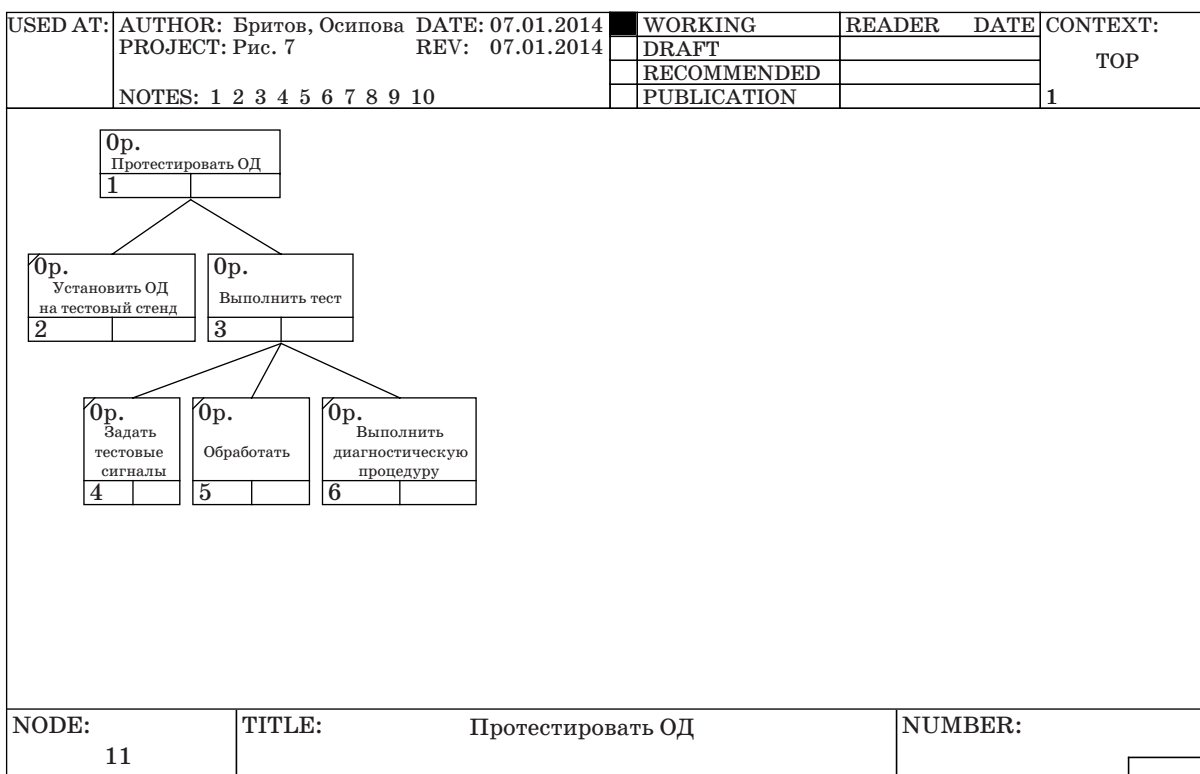 USED AT: AUTHOR: Бритов, Осипова DATE: 07.01.2014 WORKING READER DATE CONTEXT:
PROJECT: Рис. 7 REV: 07.01.2014 DRAFT
TOP
RECOMMENDED
NOTES: 1 2 3 4 5 6 7 8 9 10 PUBLICATION 1
0р.
Протестировать ОД
1
0р.
Установить ОД
на тестовый стенд
2
0р.
Выполнить тест
3
0р.
Задать
тестовые
сигналы
4
0р.
Обработать
5
0р.
Выполнить
диагностическую
процедуру
6
NODE: TITLE: Протестировать ОД NUMBER:
11